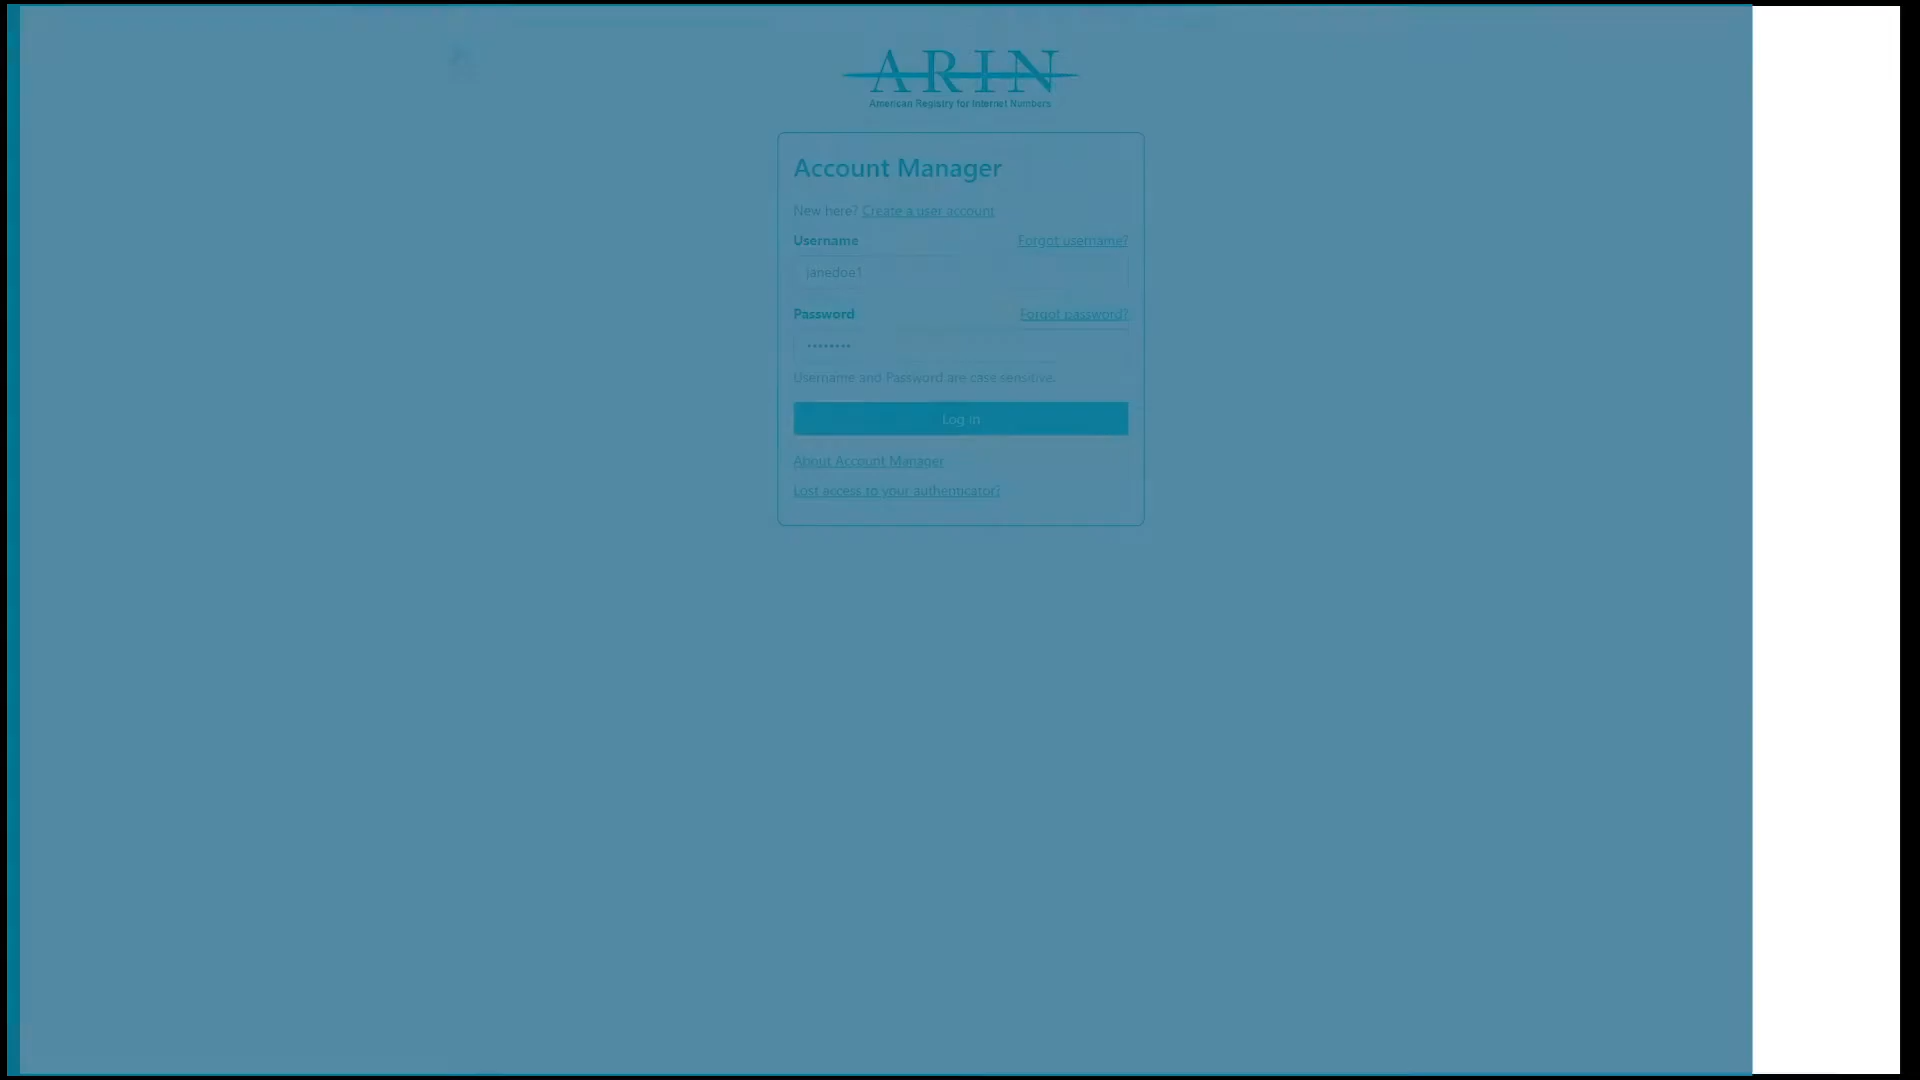 ARIN
American Registry for Internet Numbers
Account Manager
New here? Create a user account
Username Forgot username?
janedoe1
Password Forgot password?
••••••••
Username and Password are case sensitive.
Log in
About Account Manager
Lost access to your authenticator?